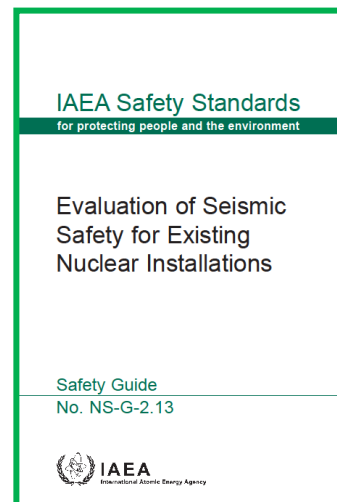 IAEA Safety Standards
for protecting people and the environment
Evaluation of Seismic
Safety for Existing
Nuclear Installations
Safety Guide
No. NS-G-2.13
IAEA
International Atomic Energy Agency